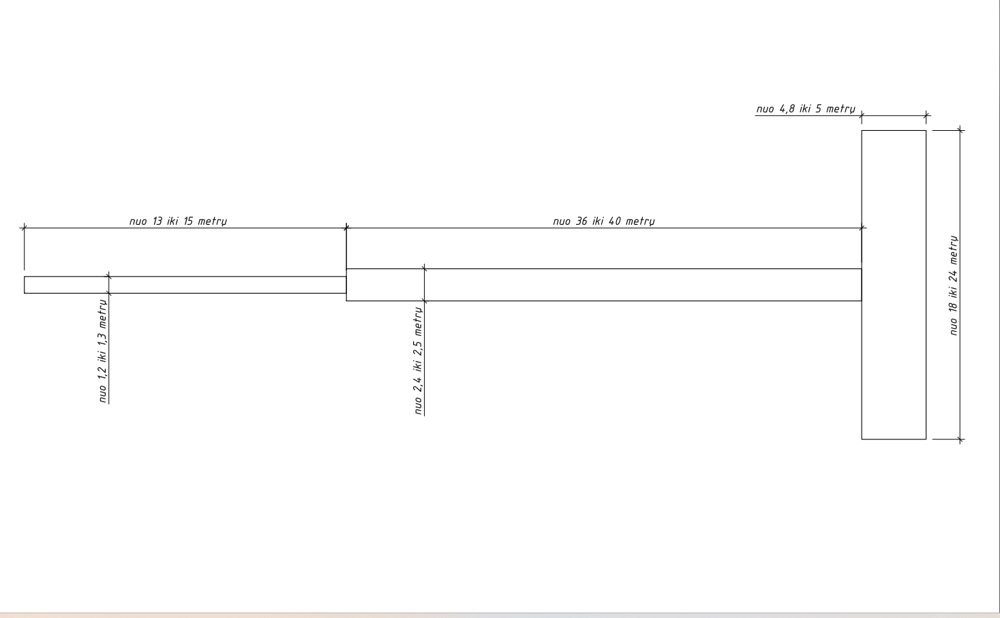 nuo 4,8 iki 5 metrų
nuo 13 iki 15 metrų
nuo 36 iki 40 metrų
nuo 18 iki 24 metrų
nuo 1,2 iki 1,3 metrų
nuo 2,4 iki 2,5 metrų